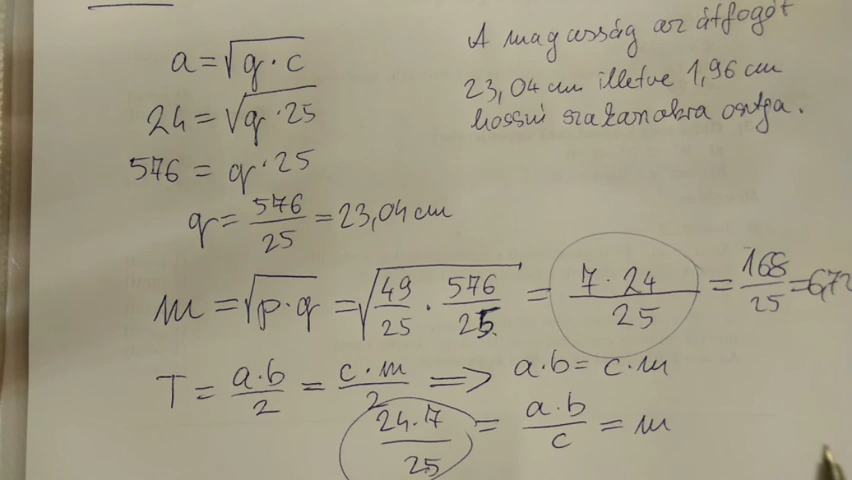 a = √q·c
24 = √q·25
576 = q·25
q = 576/25 = 23,04 cm
A magasság az átfogót
23,04 cm illetve 1,96 cm
hosszú szakaszokra osztja.
m = √p·q = √49/25 · 576/25 = 7·24/25 = 168/25 = 6,72
T = a·b/2 = c·m/2 ⟹ a·b = c·m
24·7/25 = a·b/c = m